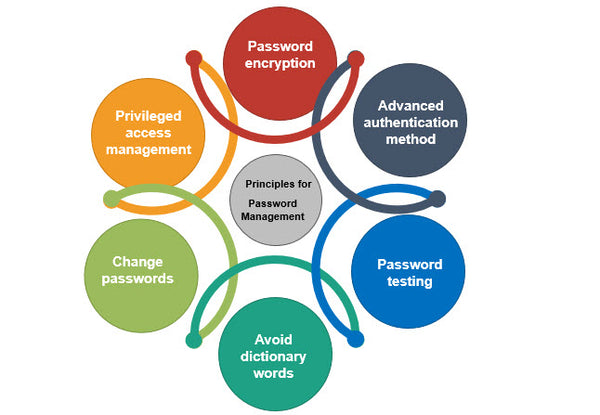 Password
encryption
Advanced
authentication
method
Password
testing
Avoid
dictionary
words
Change
passwords
Privileged
access
management
Principles for
Password
Management